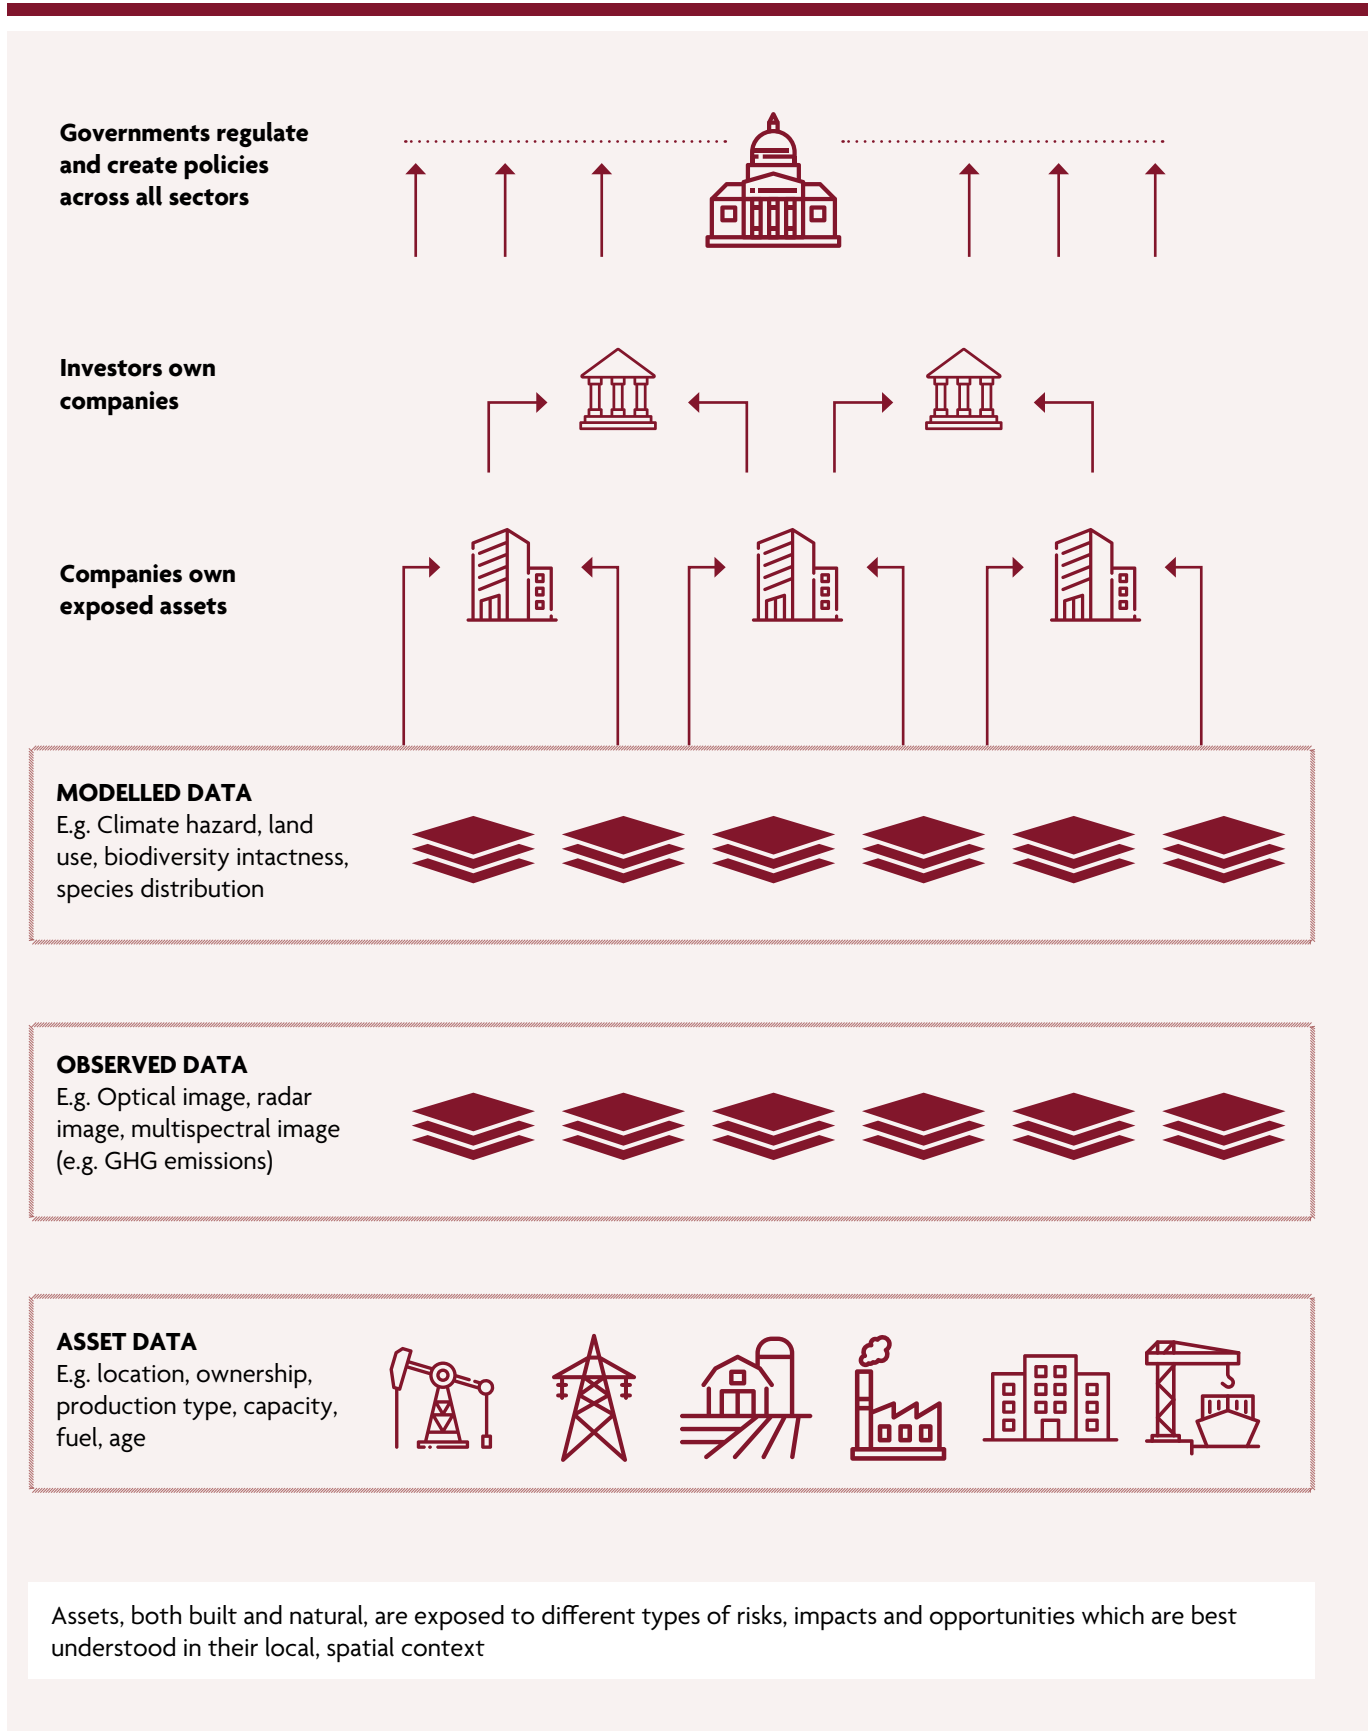 Governments regulate
and create policies
across all sectors
Investors own
companies
Companies own
exposed assets
MODELLED DATA
E.g. Climate hazard, land
use, biodiversity intactness,
species distribution
OBSERVED DATA
E.g. Optical image, radar
image, multispectral image
(e.g. GHG emissions)
ASSET DATA
E.g. location, ownership,
production type, capacity,
fuel, age
Assets, both built and natural, are exposed to different types of risks, impacts and opportunities which are best
understood in their local, spatial context